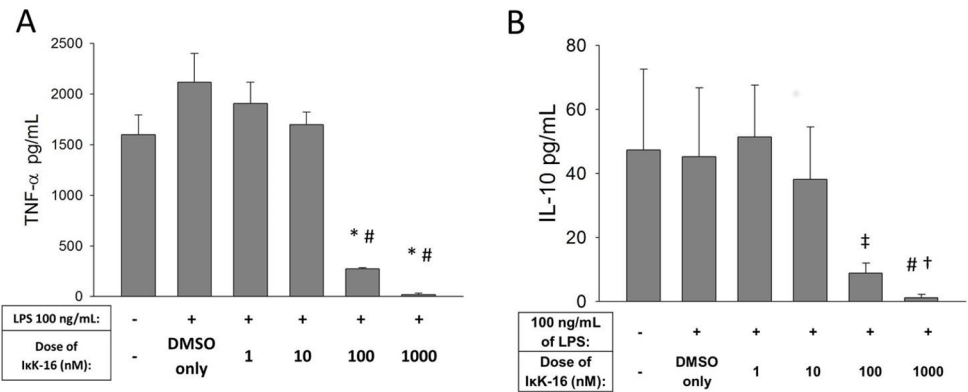 A
2500
2000
1500
1000
500
0
TNF-α pg/mL
* #
* #
LPS 100 ng/mL: - + + + + +
Dose of IκK-16 (nM): - DMSO only 1 10 100 1000
B
80
60
40
20
0
IL-10 pg/mL
‡
# †
100 ng/mL of LPS: - + + + + +
Dose of IκK-16 (nM): - DMSO only 1 10 100 1000